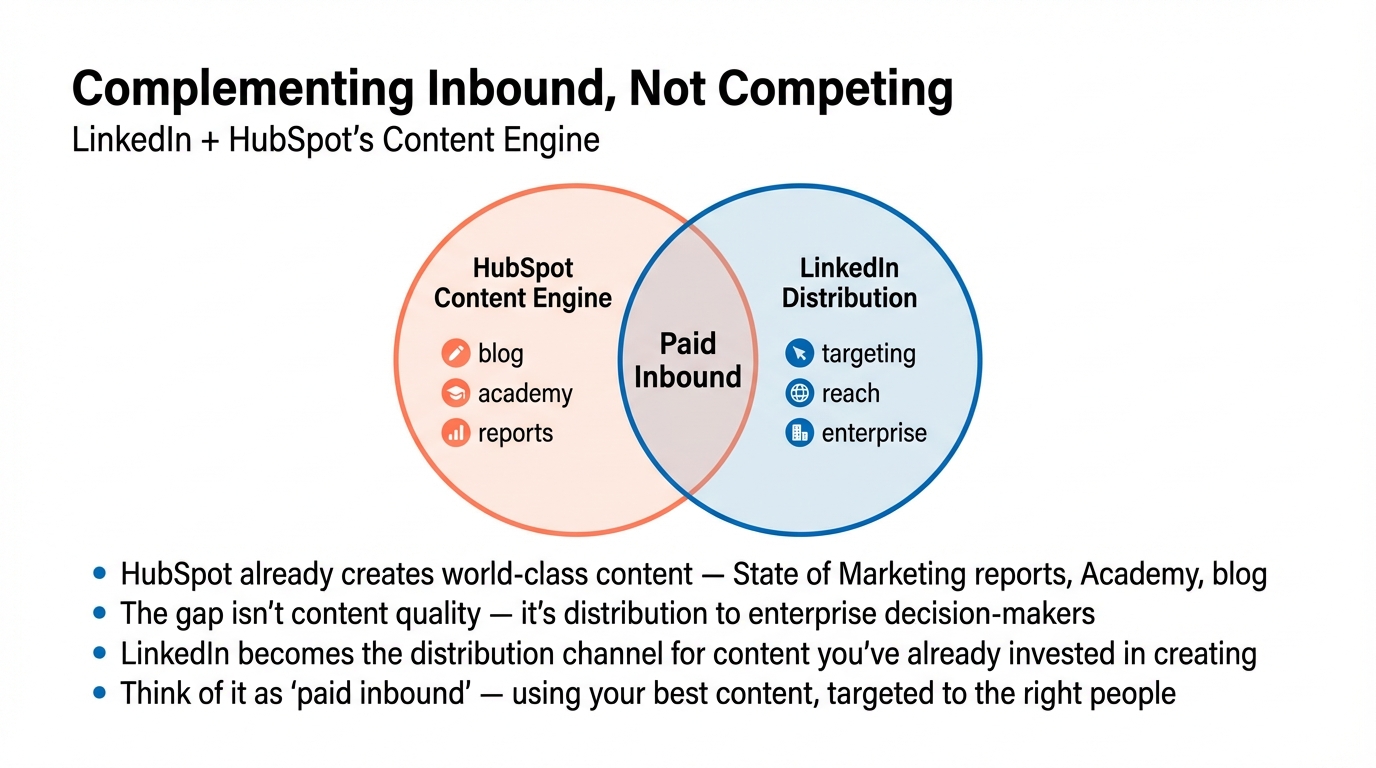 Complementing Inbound, Not Competing
LinkedIn + HubSpot’s Content Engine
HubSpot
Content Engine
blog
academy
reports
Paid
Inbound
LinkedIn
Distribution
targeting
reach
enterprise
• HubSpot already creates world-class content — State of Marketing reports, Academy, blog
• The gap isn’t content quality — it’s distribution to enterprise decision-makers
• LinkedIn becomes the distribution channel for content you’ve already invested in creating
• Think of it as ‘paid inbound’ — using your best content, targeted to the right people